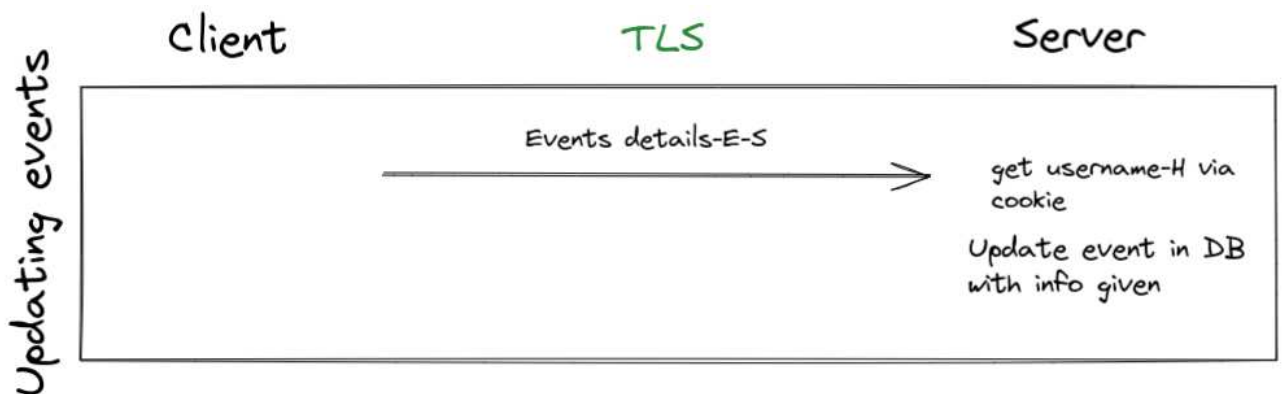 Client
TLS
Server
Updating events
Events details-E-S
get username-H via
cookie
Update event in DB
with info given